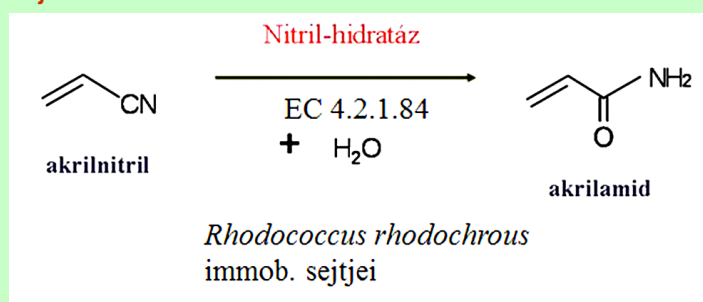 Nitril-hidratáz
CN
EC 4.2.1.84
+ H₂O
akrilnitril
NH₂
O
akrilamid
Rhodococcus rhodochrous
immob. sejtjei